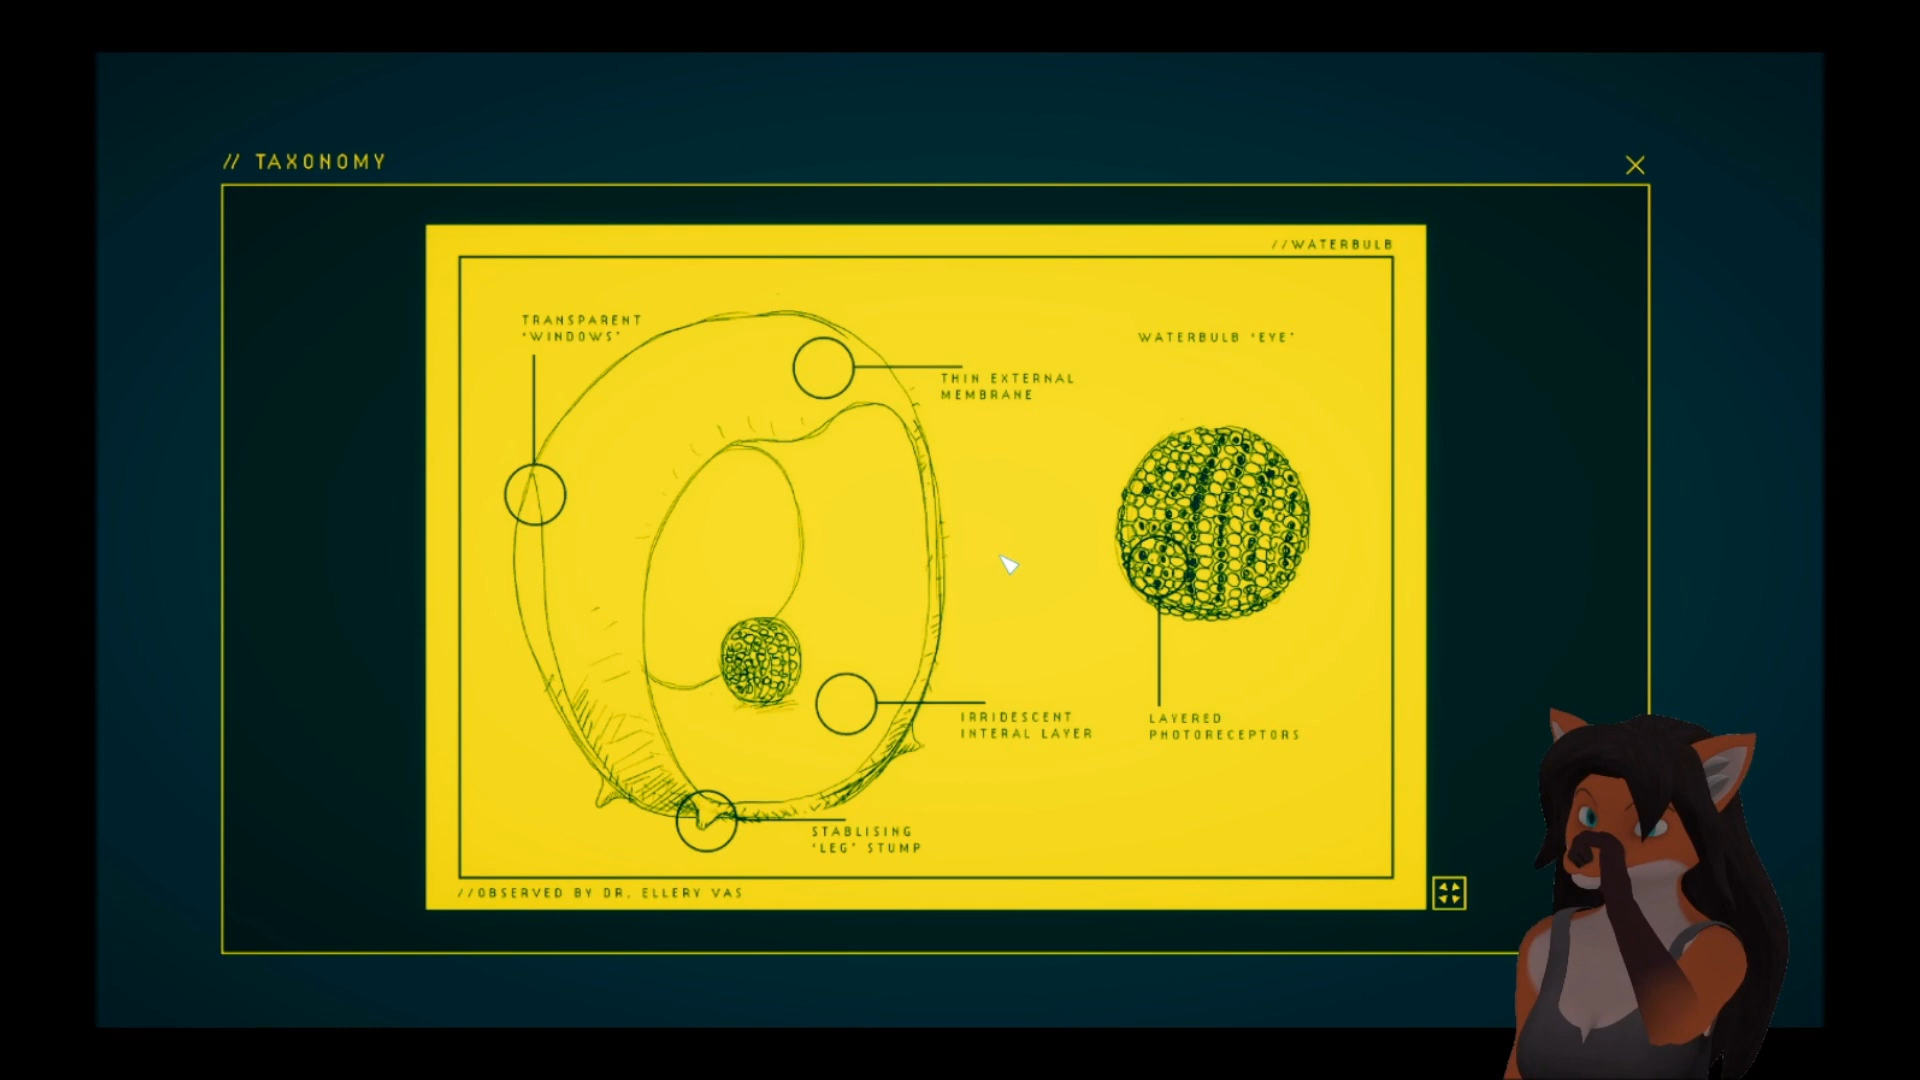 // TAXONOMY
//WATERBULB
TRANSPARENT
"WINDOWS"
WATERBULB "EYE"
THIN EXTERNAL
MEMBRANE
IRRIDESCENT
INTERAL LAYER
LAYERED
PHOTORECEPTORS
STABLISING
"LEG" STUMP
//OBSERVED BY DR. ELLERY VAS